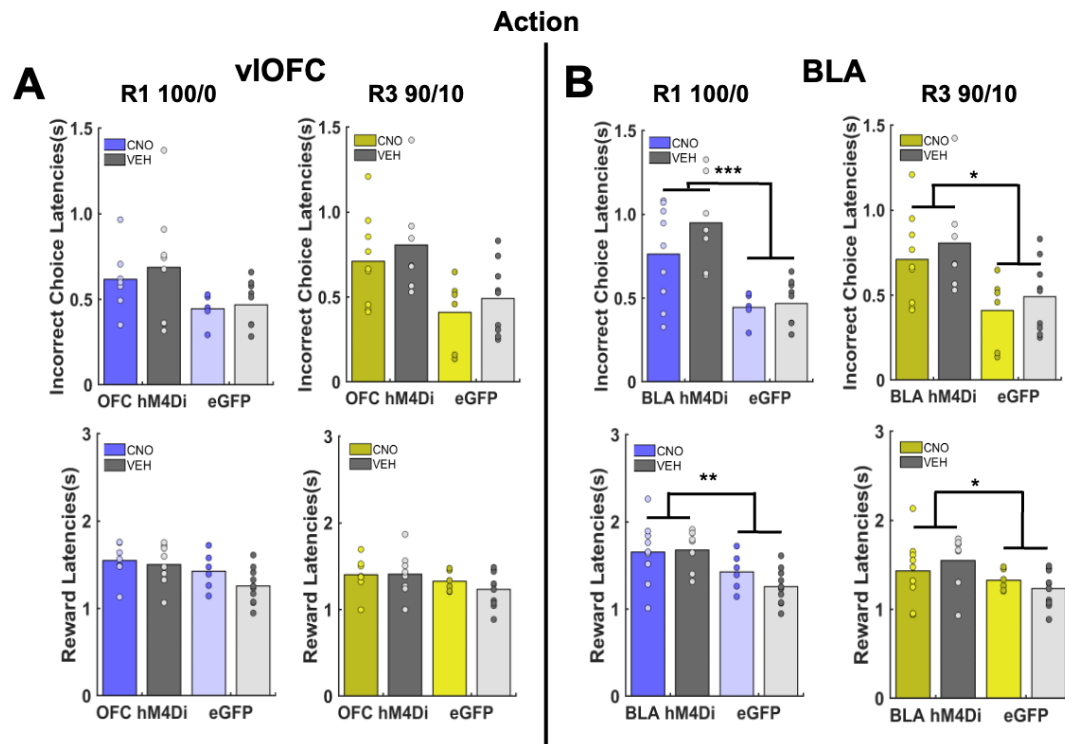 Action
A
vlOFC
R1 100/0
R3 90/10
Incorrect Choice Latencies(s)
1.5
1.0
0.5
0
CNO
VEH
OFC hM4Di
eGFP
Incorrect Choice Latencies(s)
1.5
1.0
0.5
0
CNO
VEH
OFC hM4Di
eGFP
Reward Latencies(s)
3
2
1
0
CNO
VEH
OFC hM4Di
eGFP
Reward Latencies(s)
3
2
1
0
CNO
VEH
OFC hM4Di
eGFP
B
BLA
R1 100/0
R3 90/10
Incorrect Choice Latencies(s)
1.5
1.0
0.5
0
CNO
VEH
***
BLA hM4Di
eGFP
Incorrect Choice Latencies(s)
1.5
1.0
0.5
0
CNO
VEH
*
BLA hM4Di
eGFP
Reward Latencies(s)
3
2
1
0
CNO
VEH
**
BLA hM4Di
eGFP
Reward Latencies(s)
3
2
1
0
CNO
VEH
*
BLA hM4Di
eGFP